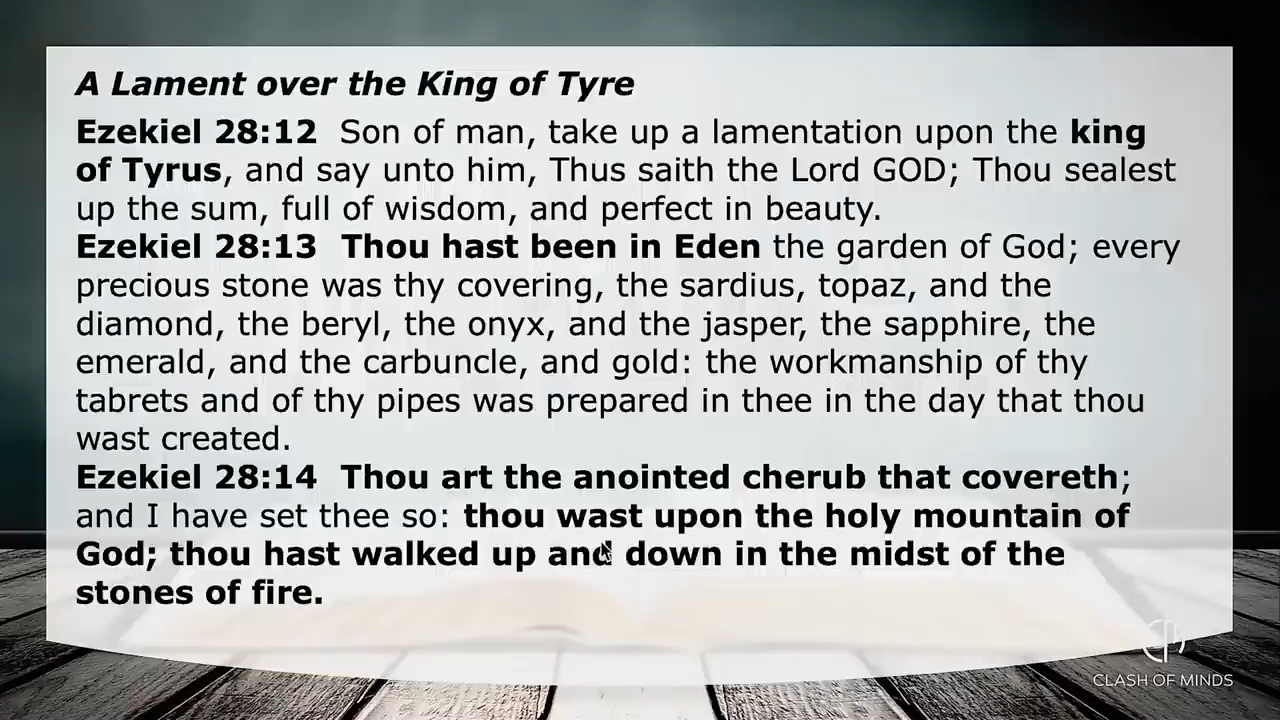 A Lament over the King of Tyre
Ezekiel 28:12  Son of man, take up a lamentation upon the king
of Tyrus, and say unto him, Thus saith the Lord GOD; Thou sealest
up the sum, full of wisdom, and perfect in beauty.
Ezekiel 28:13  Thou hast been in Eden the garden of God; every
precious stone was thy covering, the sardius, topaz, and the
diamond, the beryl, the onyx, and the jasper, the sapphire, the
emerald, and the carbuncle, and gold: the workmanship of thy
tabrets and of thy pipes was prepared in thee in the day that thou
wast created.
Ezekiel 28:14  Thou art the anointed cherub that covereth;
and I have set thee so: thou wast upon the holy mountain of
God; thou hast walked up and down in the midst of the
stones of fire.
CLASH OF MINDS